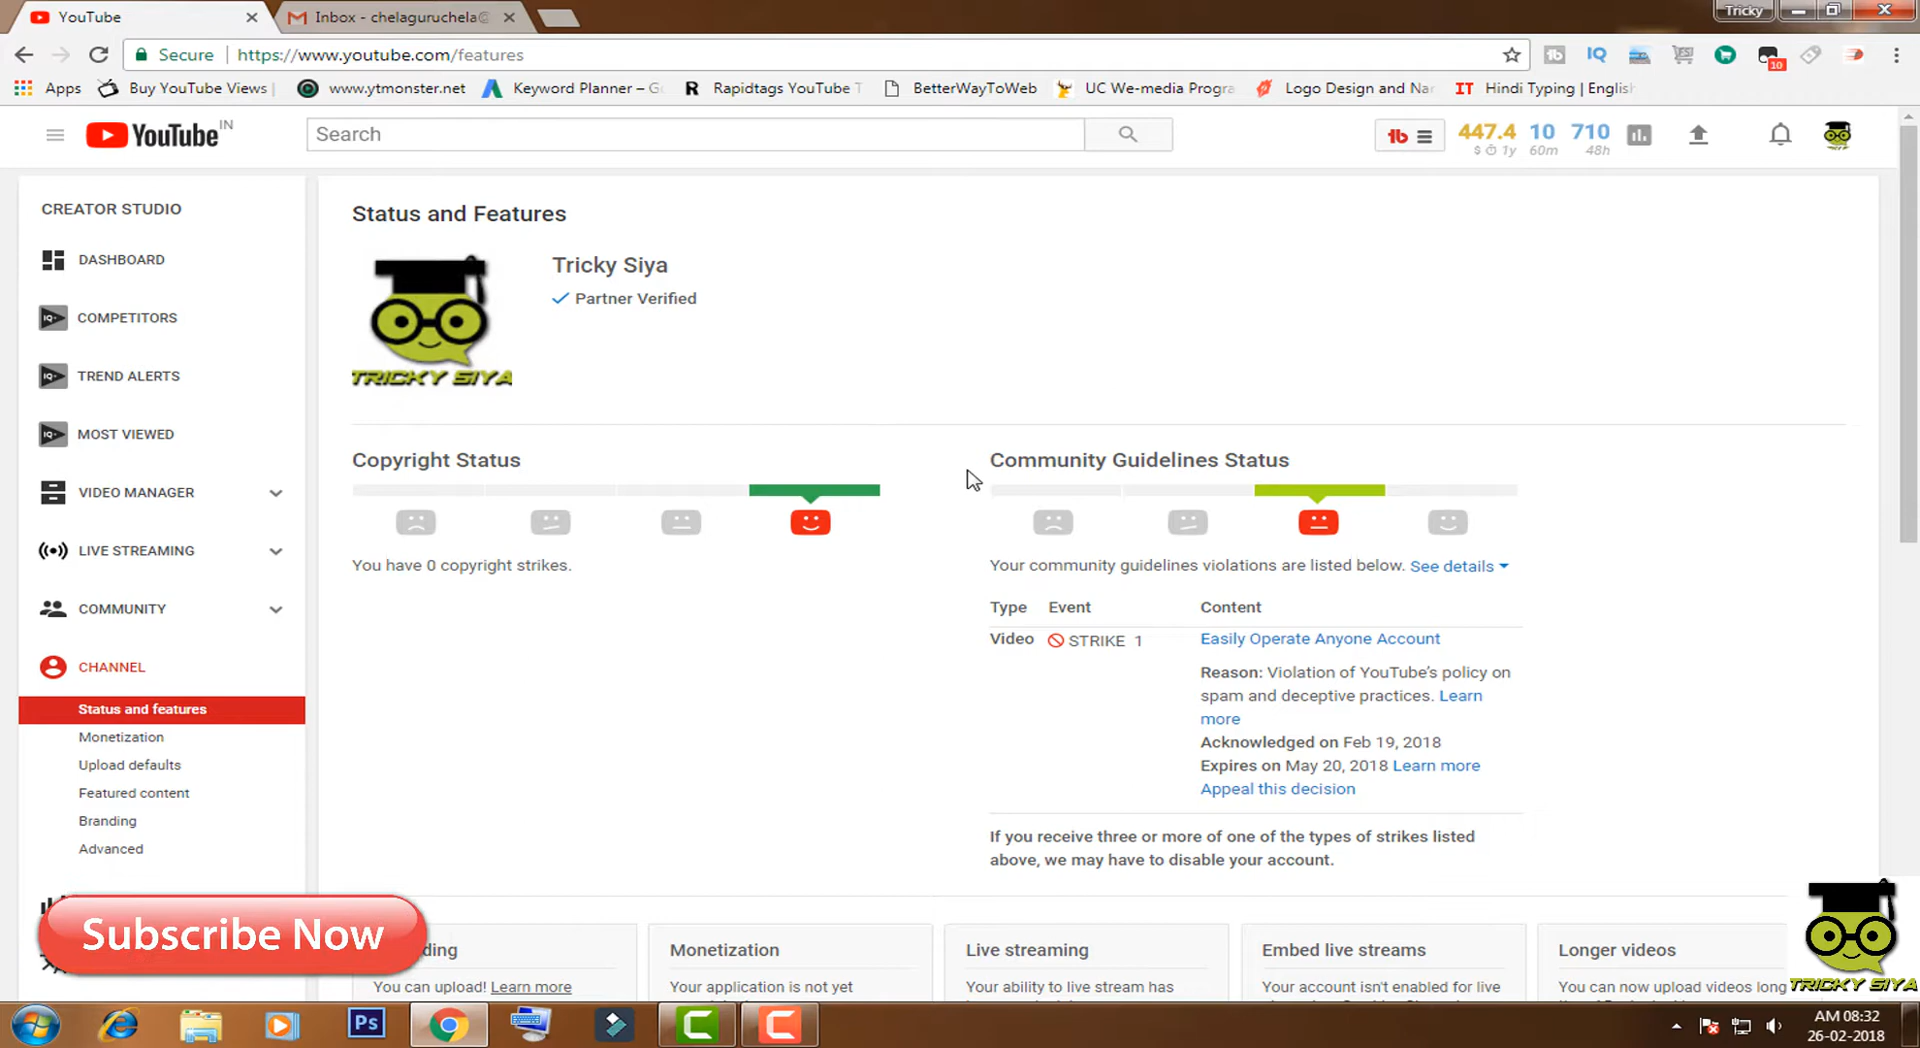 YouTube
Inbox - chelaguruchela@
Tricky
Secure
https://www.youtube.com/features
10
Apps
Buy YouTube Views
www.ytmonster.net
Keyword Planner – G
Rapidtags YouTube T
BetterWayToWeb
UC We-media Progra
Logo Design and Nar
IT
Hindi Typing | English
YouTube IN
Search
447.4 10 710
$ 1y 60m 48h
CREATOR STUDIO
DASHBOARD
COMPETITORS
TREND ALERTS
MOST VIEWED
VIDEO MANAGER
LIVE STREAMING
COMMUNITY
CHANNEL
Status and features
Monetization
Upload defaults
Featured content
Branding
Advanced
Status and Features
Tricky Siya
Partner Verified
TRICKY SIYA
Copyright Status
You have 0 copyright strikes.
Community Guidelines Status
Your community guidelines violations are listed below. See details
Type Event Content
Video STRIKE 1 Easily Operate Anyone Account
Reason: Violation of YouTube’s policy on
spam and deceptive practices. Learn
more
Acknowledged on Feb 19, 2018
Expires on May 20, 2018 Learn more
Appeal this decision
If you receive three or more of one of the types of strikes listed
above, we may have to disable your account.
Subscribe Now
ding
You can upload! Learn more
Monetization
Your application is not yet
Live streaming
Your ability to live stream has
Embed live streams
Your account isn't enabled for live
Longer videos
You can now upload videos long
TRICKY SIYA
Ps
AM 08:32
26-02-2018